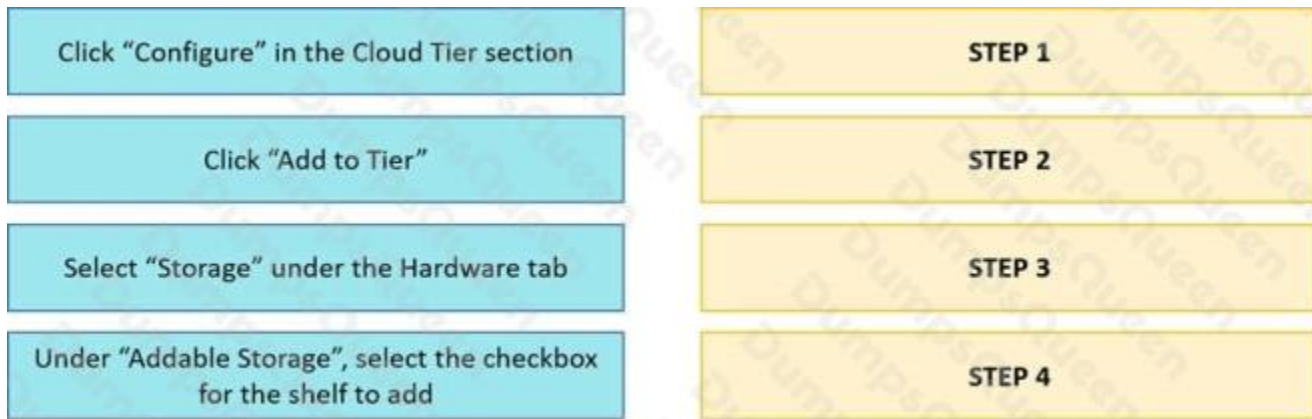 Click “Configure” in the Cloud Tier section
STEP 1
Click “Add to Tier”
STEP 2
Select “Storage” under the Hardware tab
STEP 3
Under “Addable Storage”, select the checkbox
for the shelf to add
STEP 4
DumpsQueen